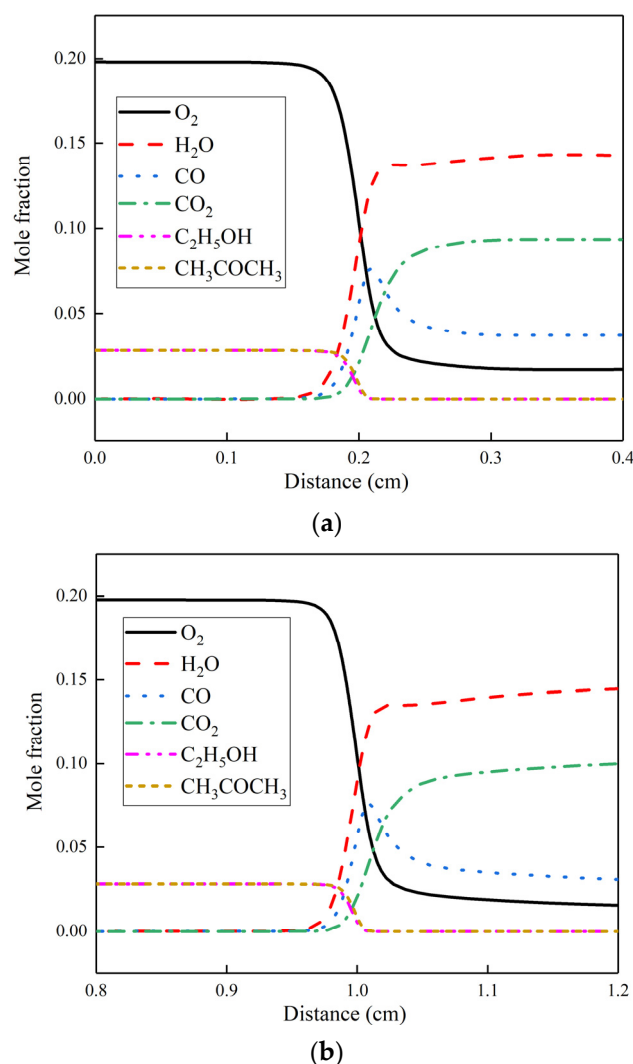 0.20
0.15
0.10
0.05
0.00
Mole fraction
O₂
H₂O
CO
CO₂
C₂H₅OH
CH₃COCH₃
0.0 0.1 0.2 0.3 0.4
Distance (cm)
(a)
0.20
0.15
0.10
0.05
0.00
Mole fraction
O₂
H₂O
CO
CO₂
C₂H₅OH
CH₃COCH₃
0.8 0.9 1.0 1.1 1.2
Distance (cm)
(b)